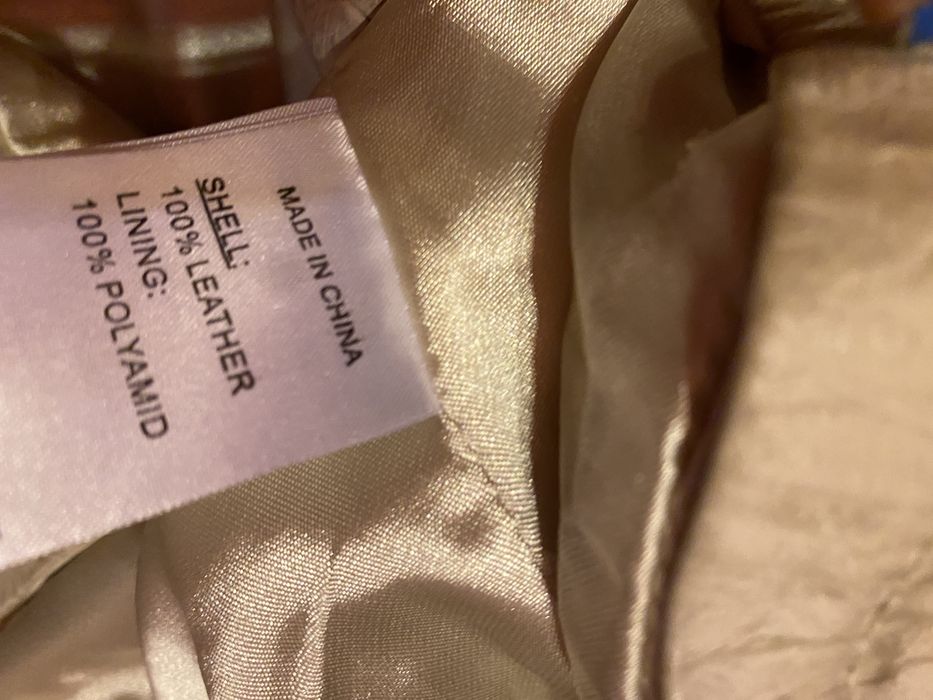 MADE IN CHINA
SHELL:
100% LEATHER
LINING:
100% POLYAMID